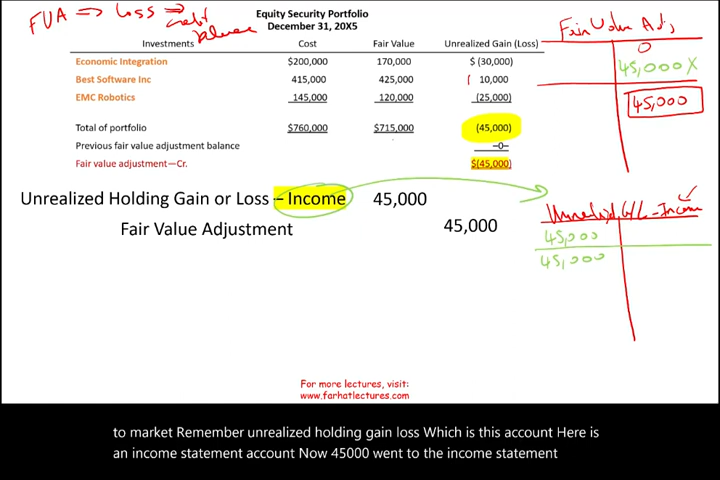 FVA ⇒ Loss ⇒ credit balance
Equity Security Portfolio
December 31, 20X5
Investments Cost Fair Value Unrealized Gain (Loss)
Economic Integration $200,000 170,000 $ (30,000)
Best Software Inc 415,000 425,000 10,000
EMC Robotics 145,000 120,000 (25,000)
Total of portfolio $760,000 $715,000 (45,000)
Previous fair value adjustment balance –0–
Fair value adjustment—Cr. $(45,000)
Fair Value Adj
0
45,000 X
45,000
Unrealized Holding Gain or Loss – Income 45,000
Fair Value Adjustment 45,000
Unrealized G/L - Income
45,000
45,000
For more lectures, visit:
www.farhatlectures.com
to market Remember unrealized holding gain loss Which is this account Here is
an income statement account Now 45000 went to the income statement